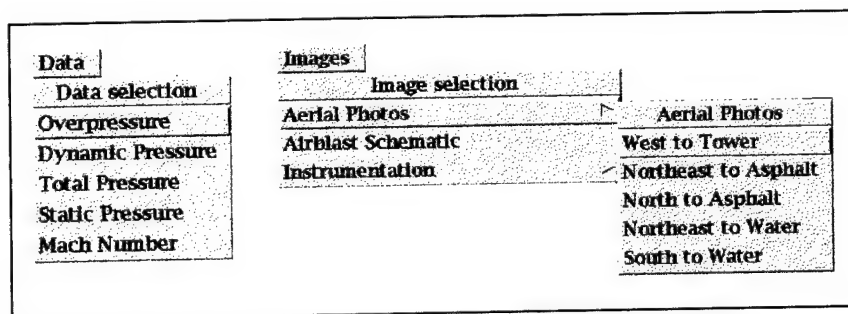 Data
Data selection
Overpressure
Dynamic Pressure
Total Pressure
Static Pressure
Mach Number
Images
Image selection
Aerial Photos
Airblast Schematic
Instrumentation
Aerial Photos
West to Tower
Northeast to Asphalt
North to Asphalt
Northeast to Water
South to Water